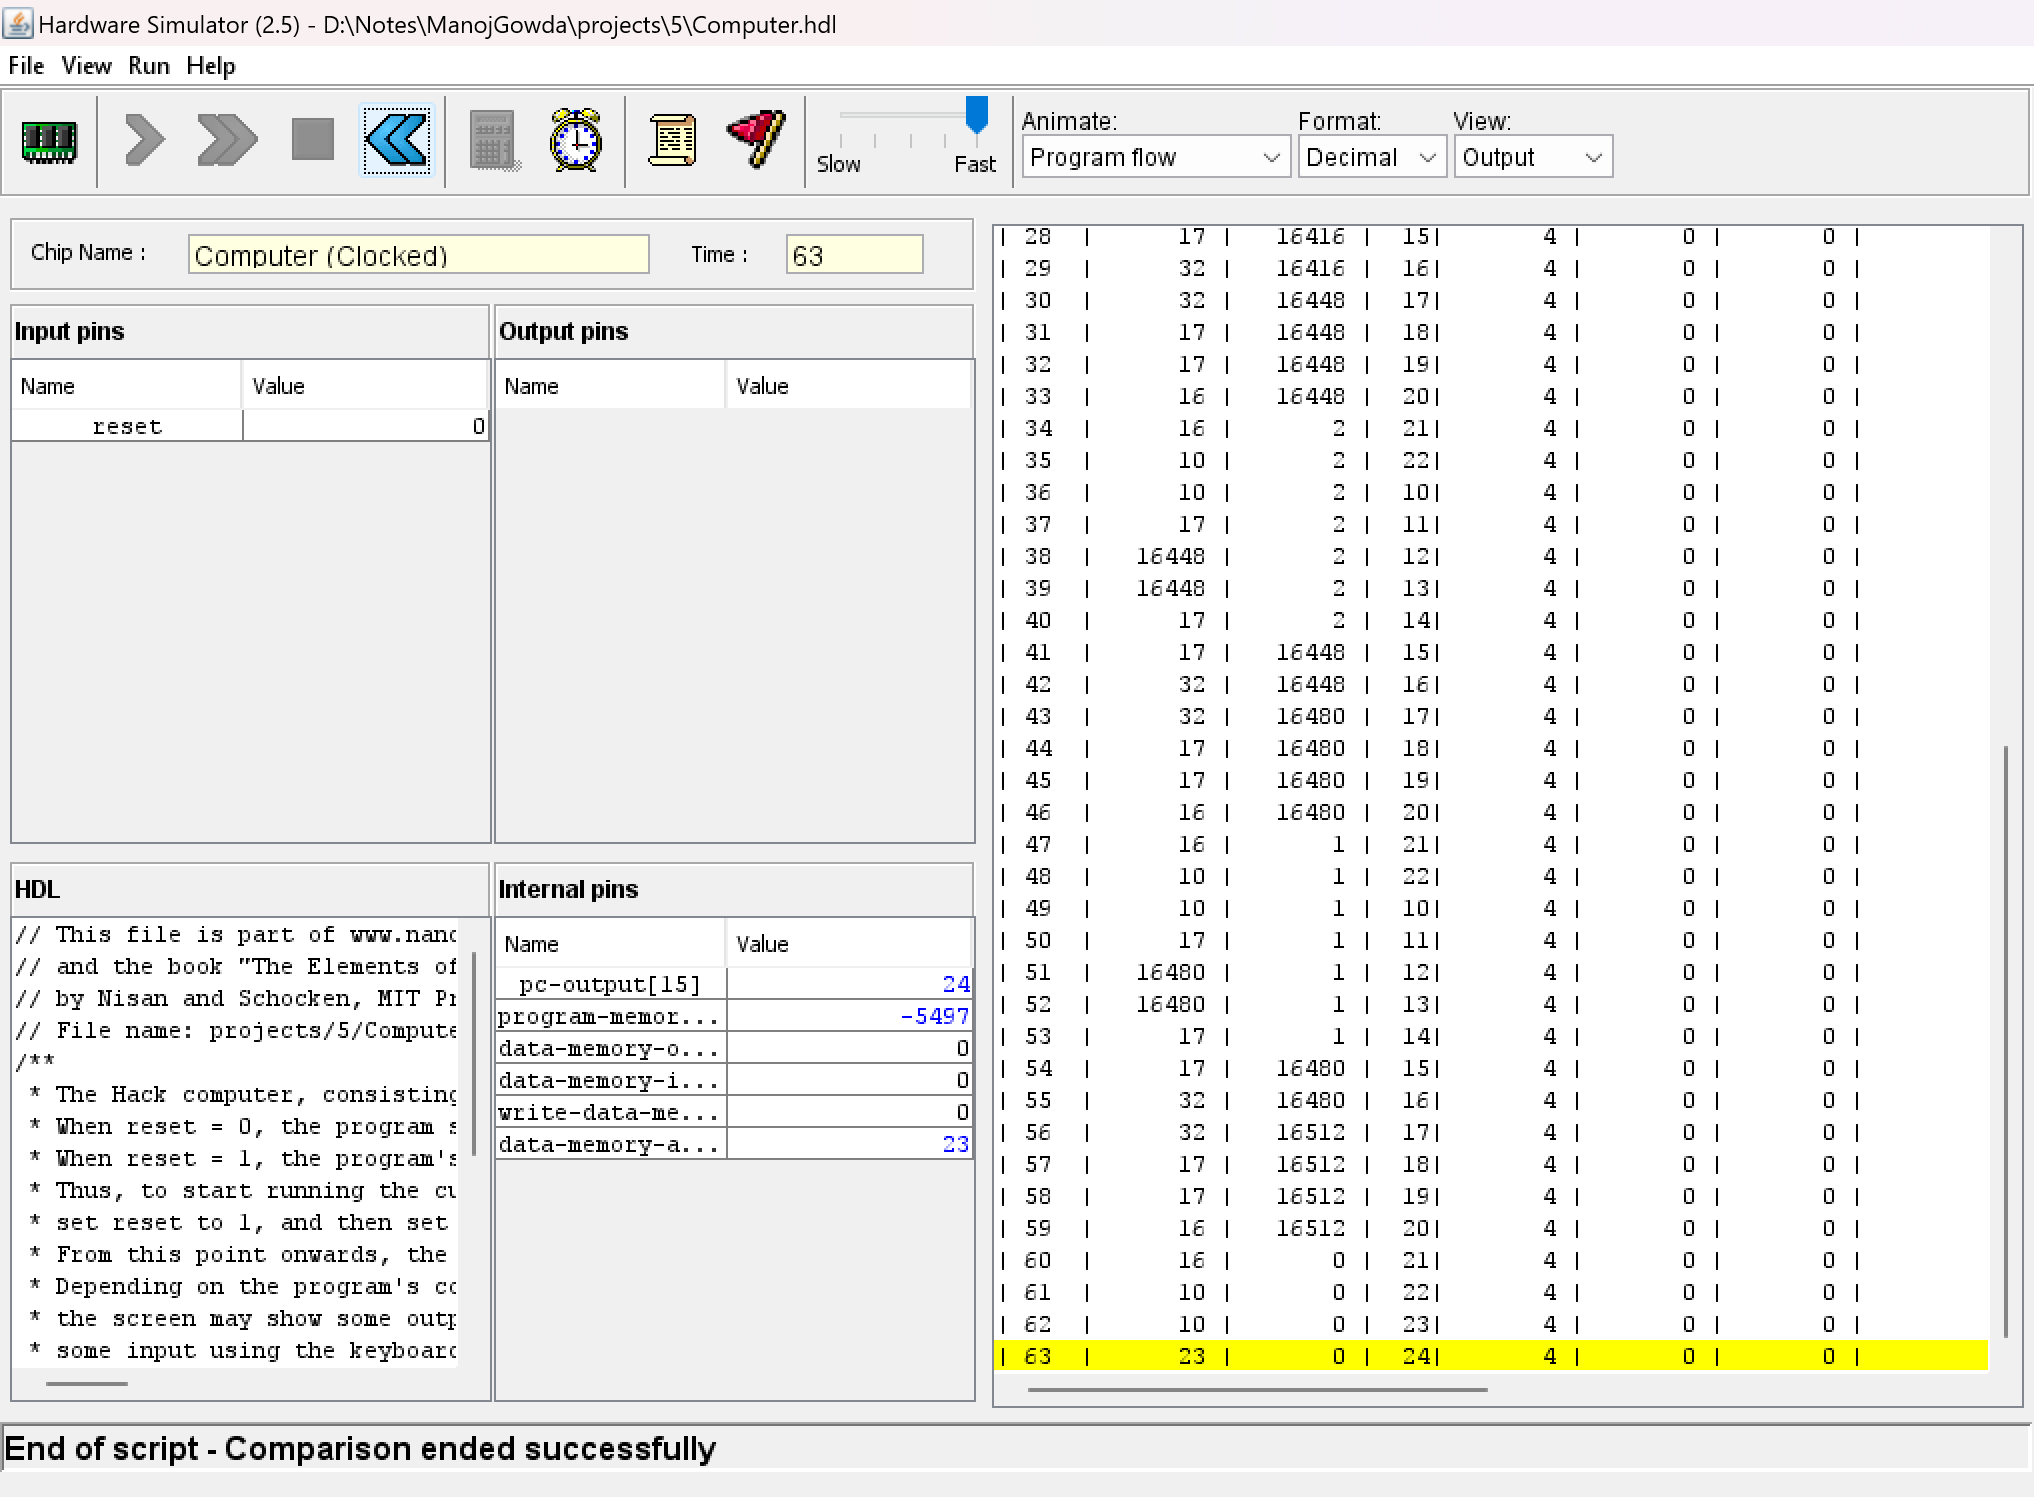 Hardware Simulator (2.5) - D:\Notes\ManojGowda\projects\5\Computer.hdl
File View Run Help
Slow Fast
Animate: Format: View:
Program flow Decimal Output
Chip Name : Computer (Clocked) Time : 63
Input pins
Name Value
reset 0
Output pins
Name Value
HDL
// This file is part of www.nand
// and the book "The Elements of
// by Nisan and Schocken, MIT Pr
// File name: projects/5/Compute
/**
* The Hack computer, consisting
* When reset = 0, the program s
* When reset = 1, the program's
* Thus, to start running the cu
* set reset to 1, and then set
* From this point onwards, the
* Depending on the program's co
* the screen may show some outp
* some input using the keyboard
Internal pins
Name Value
pc-output[15] 24
program-memor... -5497
data-memory-o... 0
data-memory-i... 0
write-data-me... 0
data-memory-a... 23
| 28 | 17 | 16416 | 15| 4 | 0 | 0 |
| 29 | 32 | 16416 | 16| 4 | 0 | 0 |
| 30 | 32 | 16448 | 17| 4 | 0 | 0 |
| 31 | 17 | 16448 | 18| 4 | 0 | 0 |
| 32 | 17 | 16448 | 19| 4 | 0 | 0 |
| 33 | 16 | 16448 | 20| 4 | 0 | 0 |
| 34 | 16 | 2 | 21| 4 | 0 | 0 |
| 35 | 10 | 2 | 22| 4 | 0 | 0 |
| 36 | 10 | 2 | 10| 4 | 0 | 0 |
| 37 | 17 | 2 | 11| 4 | 0 | 0 |
| 38 | 16448 | 2 | 12| 4 | 0 | 0 |
| 39 | 16448 | 2 | 13| 4 | 0 | 0 |
| 40 | 17 | 2 | 14| 4 | 0 | 0 |
| 41 | 17 | 16448 | 15| 4 | 0 | 0 |
| 42 | 32 | 16448 | 16| 4 | 0 | 0 |
| 43 | 32 | 16480 | 17| 4 | 0 | 0 |
| 44 | 17 | 16480 | 18| 4 | 0 | 0 |
| 45 | 17 | 16480 | 19| 4 | 0 | 0 |
| 46 | 16 | 16480 | 20| 4 | 0 | 0 |
| 47 | 16 | 1 | 21| 4 | 0 | 0 |
| 48 | 10 | 1 | 22| 4 | 0 | 0 |
| 49 | 10 | 1 | 10| 4 | 0 | 0 |
| 50 | 17 | 1 | 11| 4 | 0 | 0 |
| 51 | 16480 | 1 | 12| 4 | 0 | 0 |
| 52 | 16480 | 1 | 13| 4 | 0 | 0 |
| 53 | 17 | 1 | 14| 4 | 0 | 0 |
| 54 | 17 | 16480 | 15| 4 | 0 | 0 |
| 55 | 32 | 16480 | 16| 4 | 0 | 0 |
| 56 | 32 | 16512 | 17| 4 | 0 | 0 |
| 57 | 17 | 16512 | 18| 4 | 0 | 0 |
| 58 | 17 | 16512 | 19| 4 | 0 | 0 |
| 59 | 16 | 16512 | 20| 4 | 0 | 0 |
| 60 | 16 | 0 | 21| 4 | 0 | 0 |
| 61 | 10 | 0 | 22| 4 | 0 | 0 |
| 62 | 10 | 0 | 23| 4 | 0 | 0 |
| 63 | 23 | 0 | 24| 4 | 0 | 0 |
End of script - Comparison ended successfully